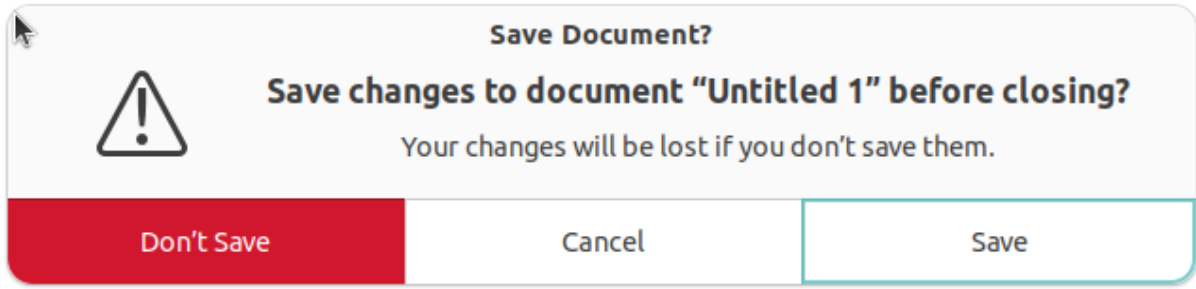 Save Document?
Save changes to document “Untitled 1” before closing?
Your changes will be lost if you don’t save them.
Don’t Save
Cancel
Save